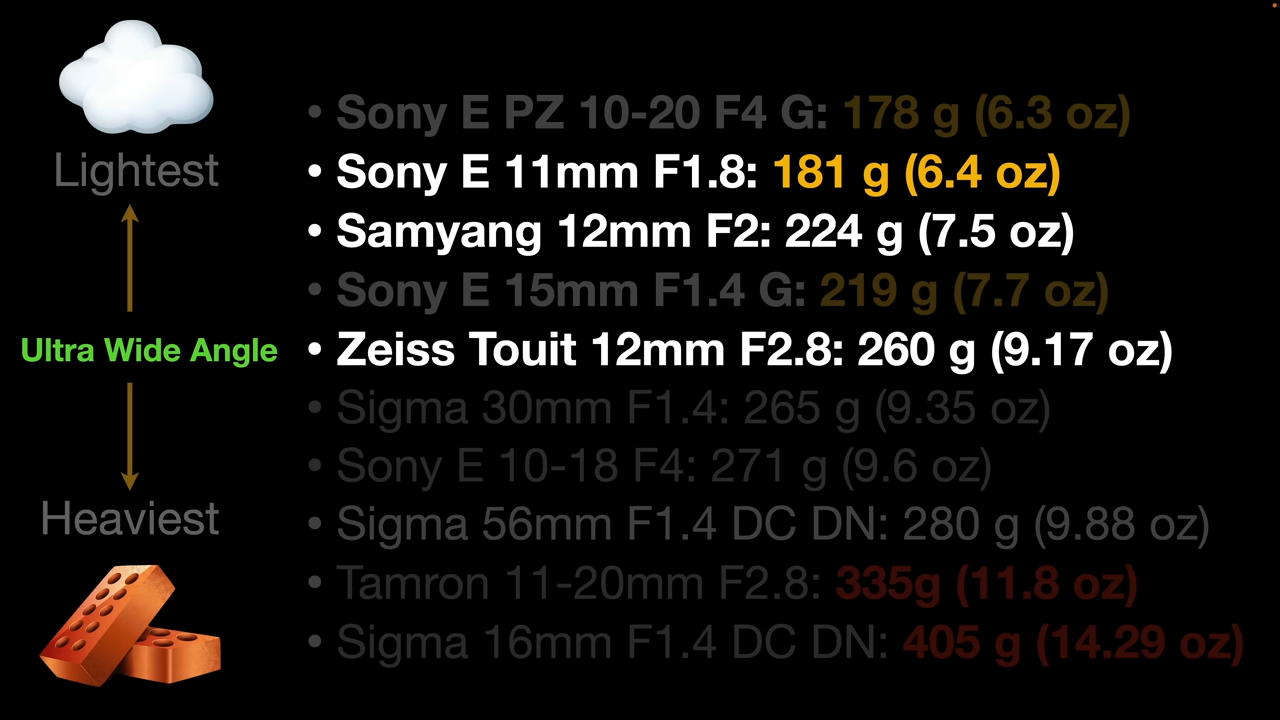 Lightest
Ultra Wide Angle
Heaviest
• Sony E PZ 10-20 F4 G: 178 g (6.3 oz)
• Sony E 11mm F1.8: 181 g (6.4 oz)
• Samyang 12mm F2: 224 g (7.5 oz)
• Sony E 15mm F1.4 G: 219 g (7.7 oz)
• Zeiss Touit 12mm F2.8: 260 g (9.17 oz)
• Sigma 30mm F1.4: 265 g (9.35 oz)
• Sony E 10-18 F4: 271 g (9.6 oz)
• Sigma 56mm F1.4 DC DN: 280 g (9.88 oz)
• Tamron 11-20mm F2.8: 335g (11.8 oz)
• Sigma 16mm F1.4 DC DN: 405 g (14.29 oz)